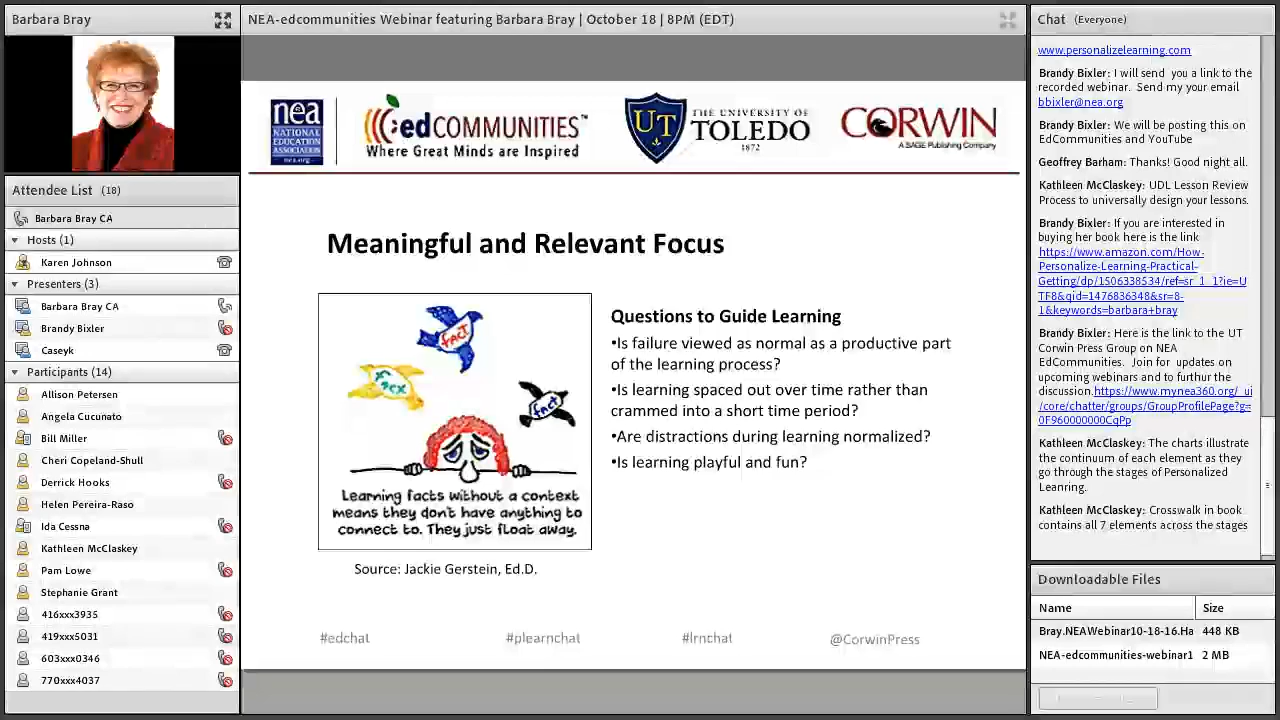 Barbara Bray
NEA-edcommunities Webinar featuring Barbara Bray | October 18 | 8PM (EDT)
Attendee List (18)
Barbara Bray CA
Hosts (1)
Karen Johnson
Presenters (3)
Barbara Bray CA
Brandy Bixler
Caseyk
Participants (14)
Allison Petersen
Angela Cucunato
Bill Miller
Cheri Copeland-Shull
Derrick Hooks
Helen Pereira-Raso
Ida Cessna
Kathleen McClaskey
Pam Lowe
Stephanie Grant
416xxx3935
419xxx5031
603xxx0346
770xxx4037
nea
NATIONAL
EDUCATION
ASSOCIATION
nea.org
edCOMMUNITIES™
Where Great Minds are Inspired
UT
THE UNIVERSITY OF
TOLEDO
1872
CORWIN
A SAGE Publishing Company
Meaningful and Relevant Focus
fact
fact
fact
Learning facts without a context
means they don't have anything to
connect to. They just float away.
Source: Jackie Gerstein, Ed.D.
Questions to Guide Learning
•Is failure viewed as normal as a productive part
of the learning process?
•Is learning spaced out over time rather than
crammed into a short time period?
•Are distractions during learning normalized?
•Is learning playful and fun?
#edchat
#plearnchat
#lrnchat
@CorwinPress
Chat (Everyone)
www.personalizelearning.com
Brandy Bixler: I will send you a link to the
recorded webinar. Send my your email
bbixler@nea.org
Brandy Bixler: We will be posting this on
EdCommunities and YouTube
Geoffrey Barham: Thanks! Good night all.
Kathleen McClaskey: UDL Lesson Review
Process to universally design your lessons.
Brandy Bixler: If you are interested in
buying her book here is the link
https://www.amazon.com/How-
Personalize-Learning-Practical-
Getting/dp/1506338534/ref=sr_1_1?ie=U
TF8&qid=1476836348&sr=8-
1&keywords=barbara+bray
Brandy Bixler: Here is the link to the UT
Corwin Press Group on NEA
EdCommunities. Join for updates on
upcoming webinars and to furthur the
discussion.https://www.mynea360.org/_ui
/core/chatter/groups/GroupProfilePage?g=
0F960000000CqPp
Kathleen McClaskey: The charts illustrate
the continuum of each element as they
go through the stages of Personalized
Learning.
Kathleen McClaskey: Crosswalk in book
contains all 7 elements across the stages
Downloadable Files
Name Size
Bray.NEAWebinar10-18-16.Ha 448 KB
NEA-edcommunities-webinar1 2 MB